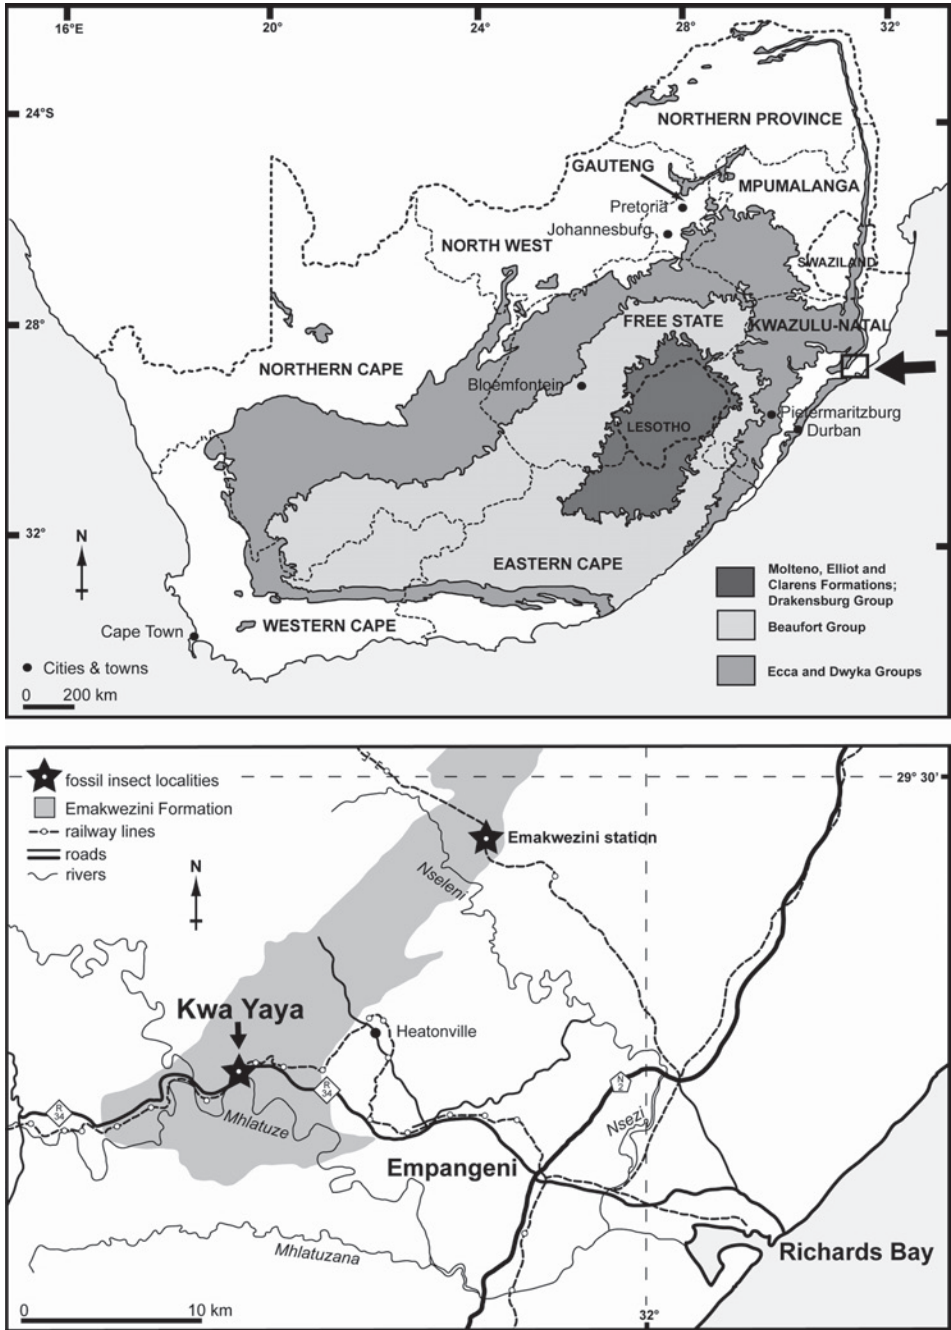 16°E
20°
24°
28°
32°
24°S
NORTHERN PROVINCE
GAUTENG
MPUMALANGA
Pretoria
Johannesburg
NORTH WEST
SWAZILAND
28°
FREE STATE
KWAZULU-NATAL
NORTHERN CAPE
Bloemfontein
Pietermaritzburg
LESOTHO
Durban
32°
N
EASTERN CAPE
Molteno, Elliot and
Clarens Formations;
Drakensburg Group
Cape Town
WESTERN CAPE
Beaufort Group
Cities & towns
Ecca and Dwyka Groups
0 200 km
fossil insect localities
29° 30'
Emakwezini Formation
railway lines
Emakwezini station
roads
rivers
N
Nseleni
Kwa Yaya
Heatonville
R
34
R
34
N
2
Mhlatuze
Nsezi
Empangeni
Mhlatuzana
Richards Bay
0 10 km
32°